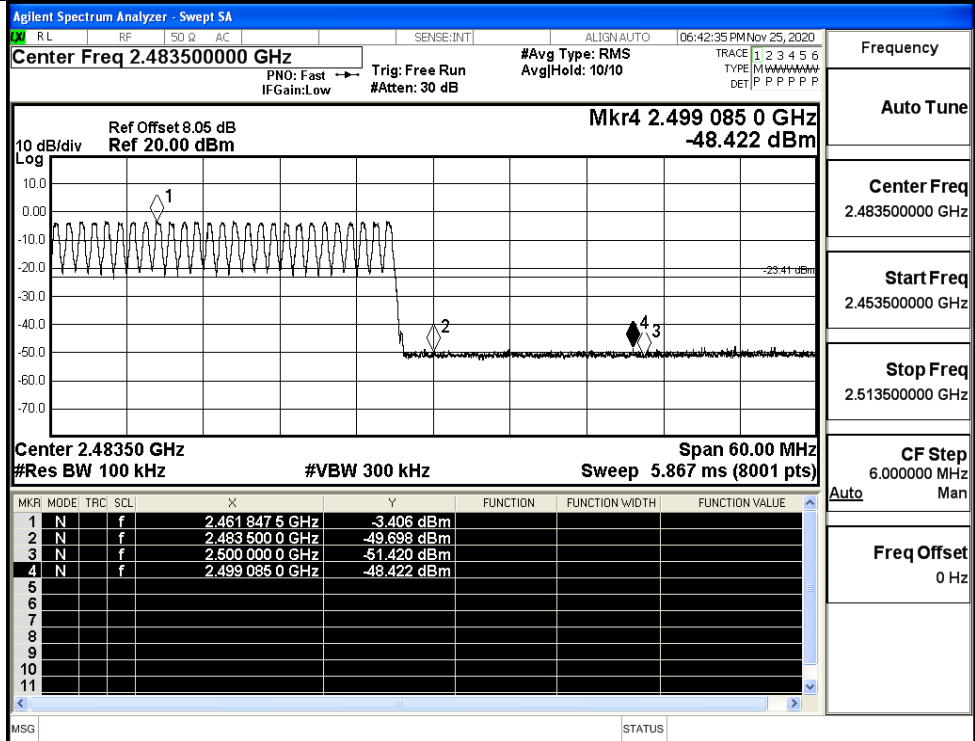 Agilent Spectrum Analyzer - Swept SA
LXI RL RF 50 Ω AC SENSE:INT ALIGNAUTO 06:42:35 PM Nov 25, 2020
Center Freq 2.483500000 GHz
PNO: Fast
IFGain:Low
Trig: Free Run
#Atten: 30 dB
#Avg Type: RMS
Avg|Hold: 10/10
TRACE 1 2 3 4 5 6
TYPE M W W W W W
DET P P P P P P
Ref Offset 8.05 dB
10 dB/div Ref 20.00 dBm
Log
Mkr4 2.499 085 0 GHz
-48.422 dBm
10.0
0.00
-10.0
-20.0
-30.0
-40.0
-50.0
-60.0
-70.0
1
2
4
3
-23.41 dBm
Center 2.48350 GHz Span 60.00 MHz
#Res BW 100 kHz #VBW 300 kHz Sweep 5.867 ms (8001 pts)
MKR MODE TRC SCL X Y FUNCTION FUNCTION WIDTH FUNCTION VALUE
1 N f 2.461 847 5 GHz -3.406 dBm
2 N f 2.483 500 0 GHz -49.698 dBm
3 N f 2.500 000 0 GHz -51.420 dBm
4 N f 2.499 085 0 GHz -48.422 dBm
5
6
7
8
9
10
11
MSG STATUS
Frequency
Auto Tune
Center Freq
2.483500000 GHz
Start Freq
2.453500000 GHz
Stop Freq
2.513500000 GHz
CF Step
6.000000 MHz
Auto Man
Freq Offset
0 Hz